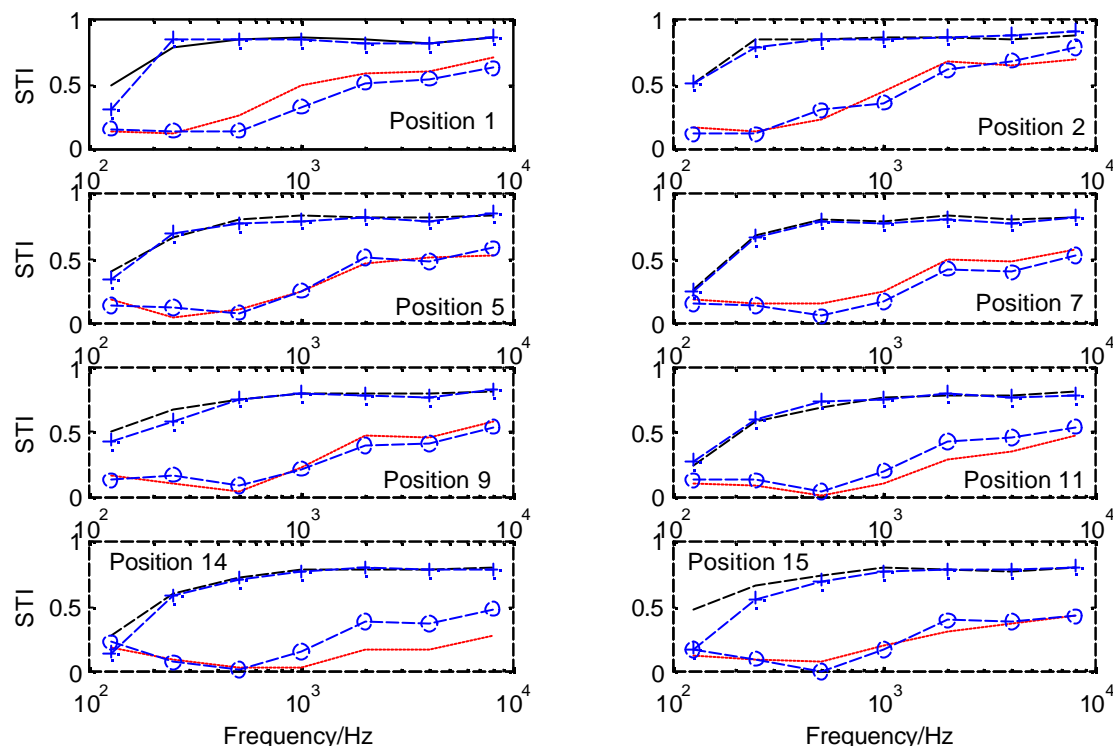 1 1
STI 0.5 0.5
Position 1 Position 2
0 0
10² 10³ 10⁴ 10² 10³ 10⁴
1 1
STI 0.5 0.5
Position 5 Position 7
0 0
10² 10³ 10⁴ 10² 10³ 10⁴
1 1
STI 0.5 0.5
Position 9 Position 11
0 0
10² 10³ 10⁴ 10² 10³ 10⁴
1 Position 14 1 Position 15
STI 0.5 0.5
0 0
10² 10³ 10⁴ 10² 10³ 10⁴
Frequency/Hz Frequency/Hz